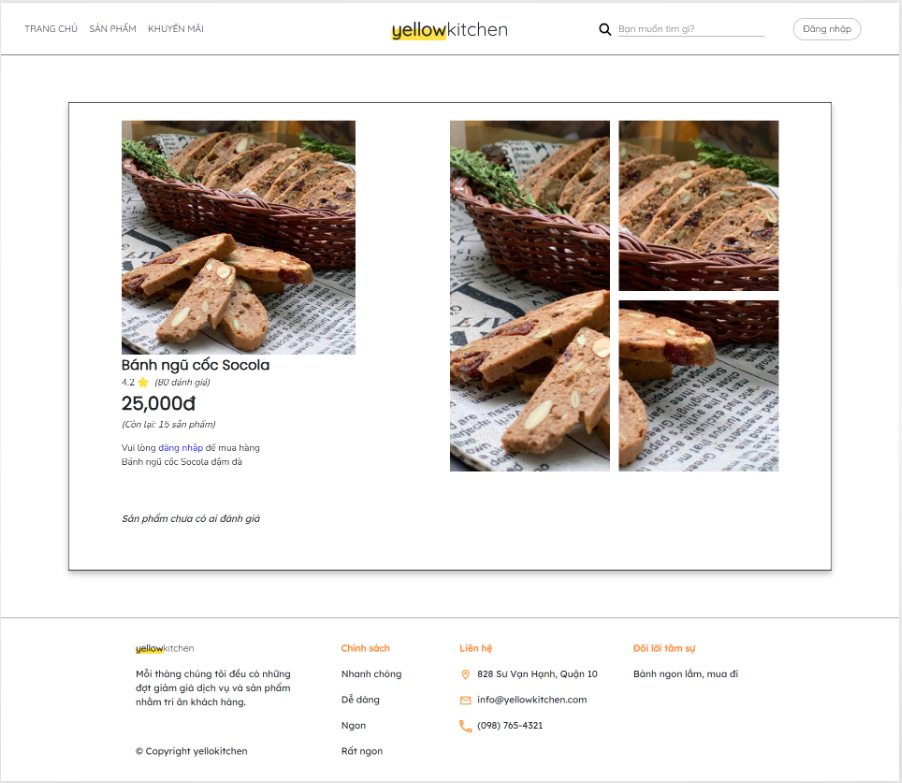 TRANG CHỦ SẢN PHẨM KHUYẾN MÃI yellowkitchen Bạn muốn tìm gì? Đăng nhập
Bánh ngũ cốc Socola
4.2 (80 đánh giá)
25,000đ
(Còn lại: 15 sản phẩm)
Vui lòng đăng nhập để mua hàng
Bánh ngũ cốc Socola đậm đà
Sản phẩm chưa có ai đánh giá
yellowkitchen
Mỗi tháng chúng tôi đều có những
đợt giảm giá dịch vụ và sản phẩm
nhằm tri ân khách hàng.
© Copyright yellokitchen
Chính sách
Nhanh chóng
Dễ dàng
Ngon
Rất ngon
Liên hệ
828 Sư Vạn Hạnh, Quận 10
info@yellowkitchen.com
(098) 765-4321
Đôi lời tâm sự
Bánh ngon lắm, mua đi